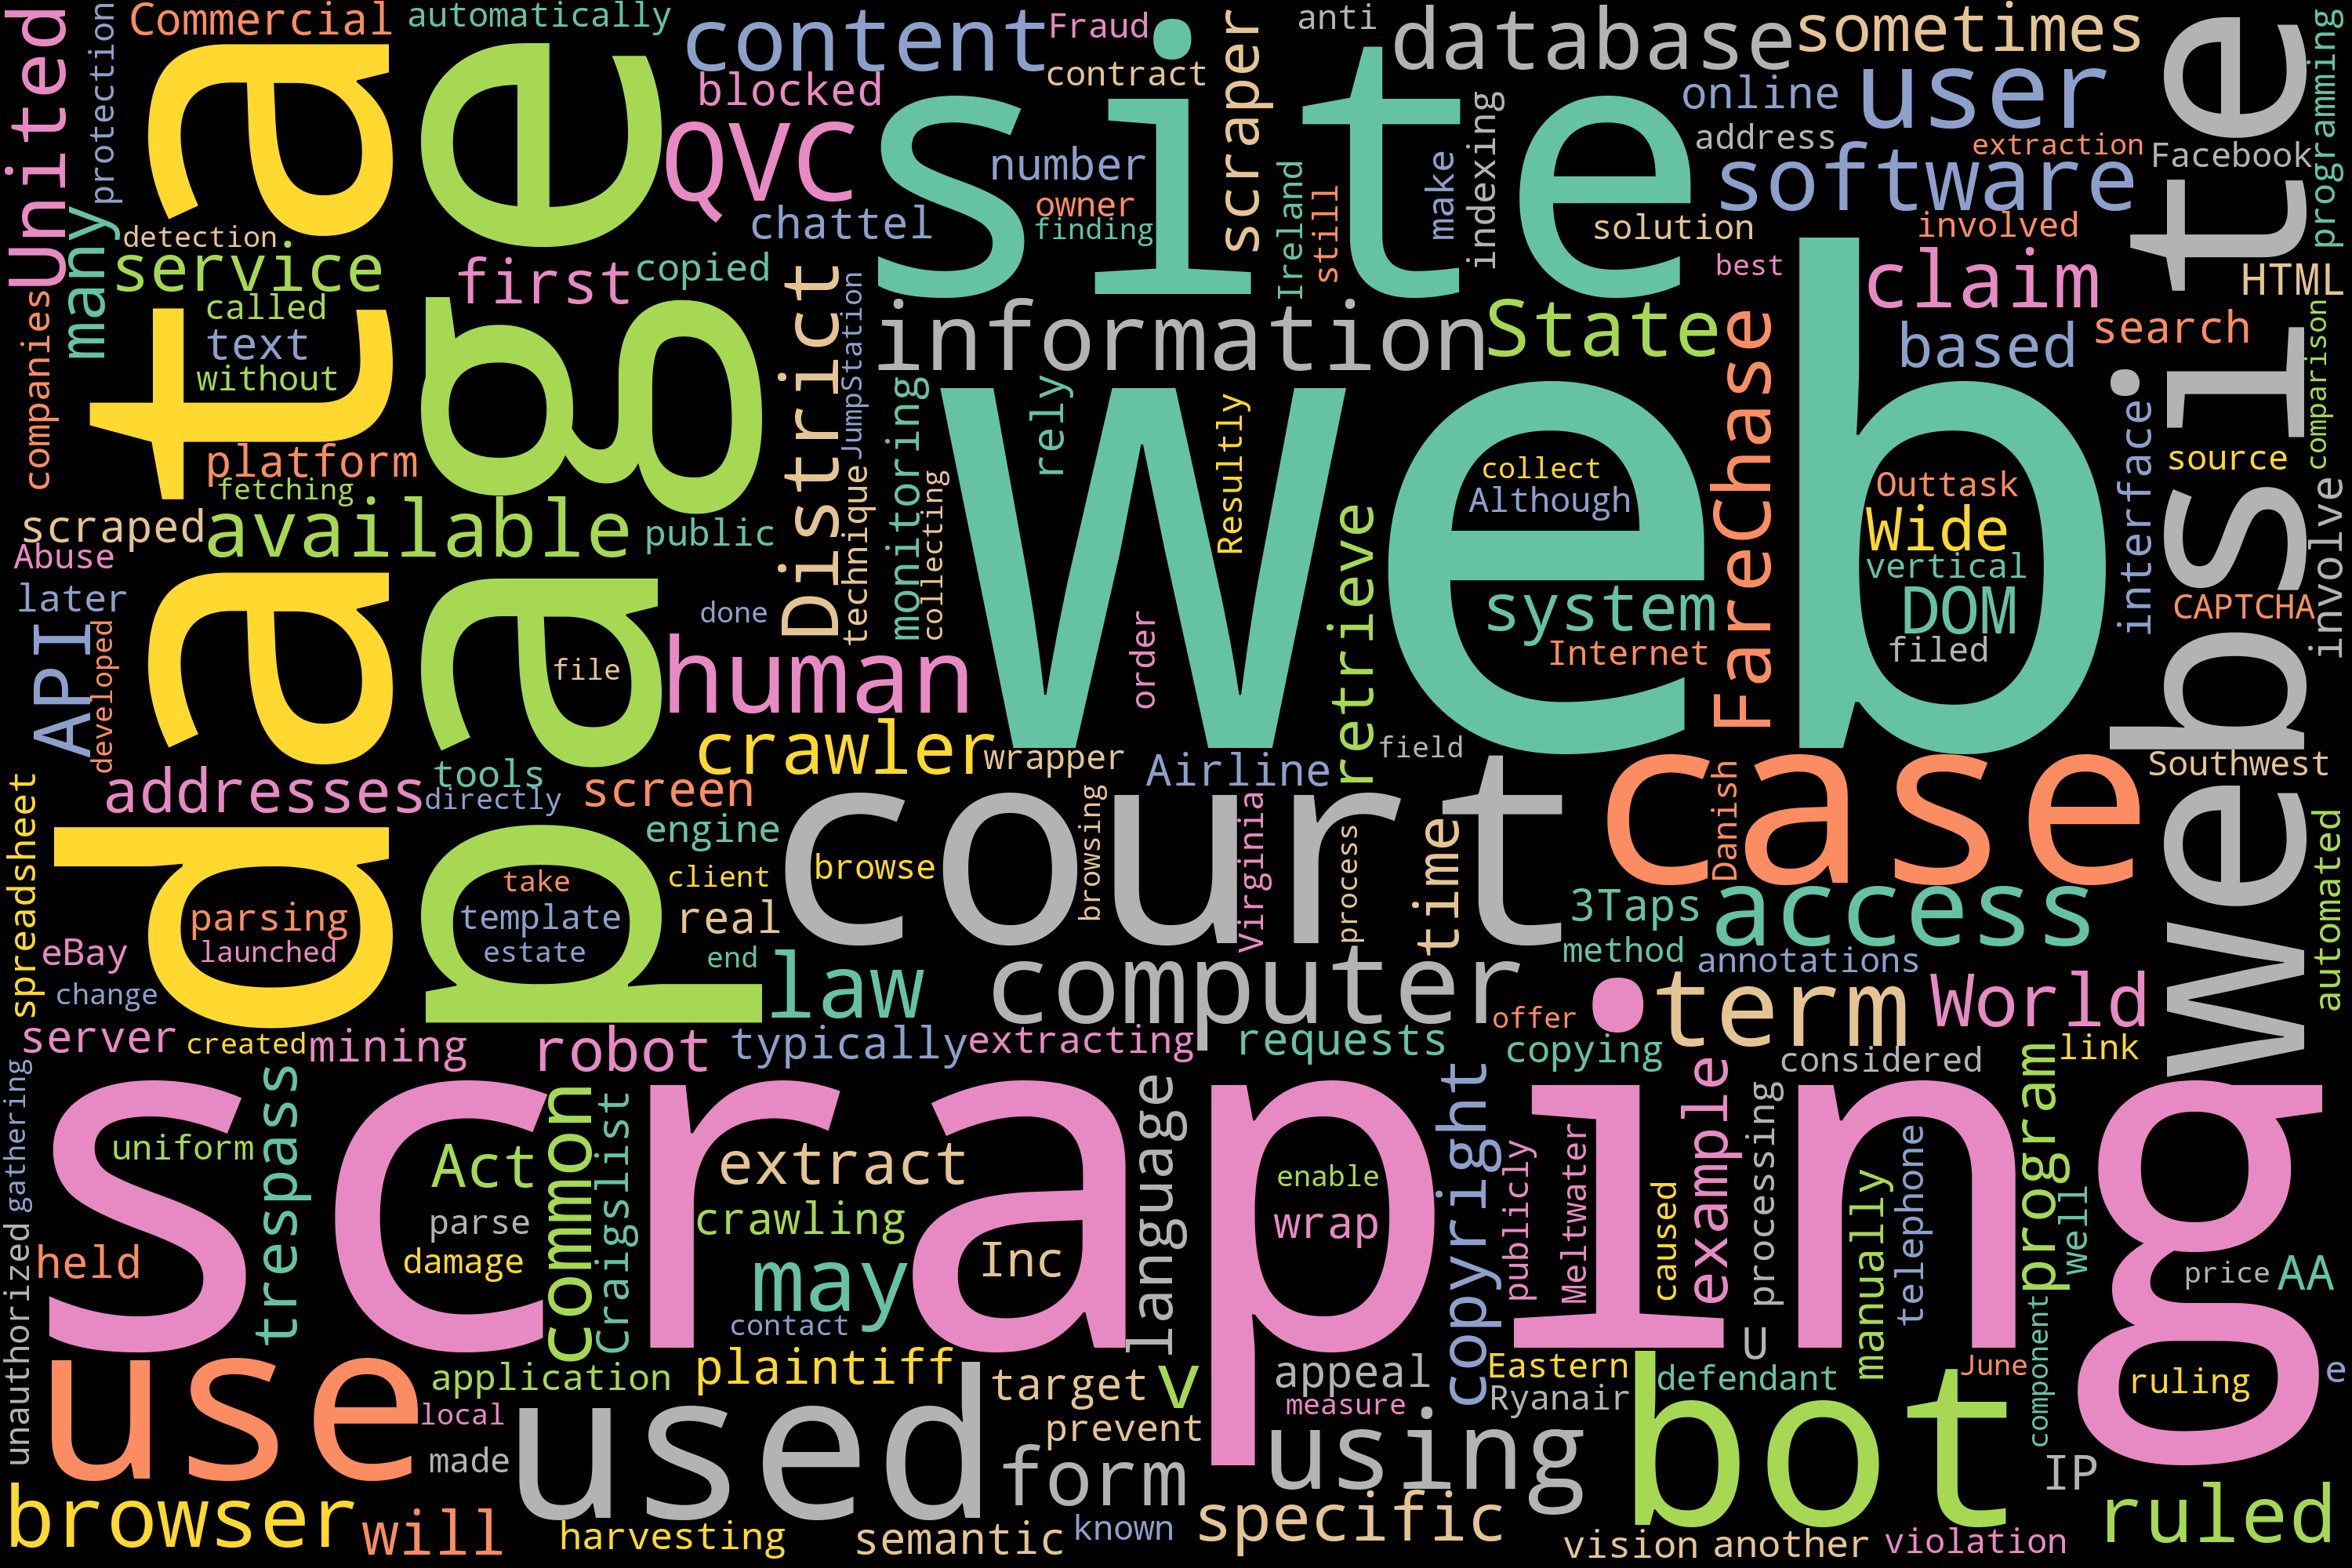 Commercial
automatically
content
Fraud
anti
database
sometimes
United
protection
data
page
site
scraper
contract
blocked
QVC
user
online
address
extraction
software
Facebook
programming
website
number
owner
finding
Ireland
still
make
indexing
many
detection
service
first
copied
chattel
solution
involved
claim
HTML
best
called
text
without
companies
District
JumpStation
information
State
FareChase
based
search
comparison
platform
fetching
available
public
scraped
Abuse
later
API
developed
technique
monitoring
collecting
rely
Resultly
Web
collect
Although
Outtask
Wide
vertical
DOM
filed
interface
source
involve
CAPTCHA
system
Internet
retrieve
order
done
file
human
crawler
wrapper
Airline
field
Southwest
addresses
tools
directly
screen
engine
court
case
Danish
browsing
Virginia
process
time
browse
client
real
end
law
take
template
estate
parsing
launched
spreadsheet
eBay
change
server
created
mining
robot
typically
extracting
computer
requests
3Taps
method
access
annotations
offer
copying
term
World
considered
link
automated
scraping
gathering
unauthorized
uniform
trespass
held
Act
parse
damage
common
Craigslist
extract
crawling
may
contact
Inc
language
enable
wrap
copyright
publicly
Meltwater
caused
example
processing
U
manually
telephone
program
well
component
price
AA
use
application
local
made
plaintiff
used
target
v
prevent
form
appeal
measure
using
Eastern
Ryanair
defendant
bot
June
ruling
e
IP
browser
will
harvesting
semantic
known
specific
vision
another
violation
ruled